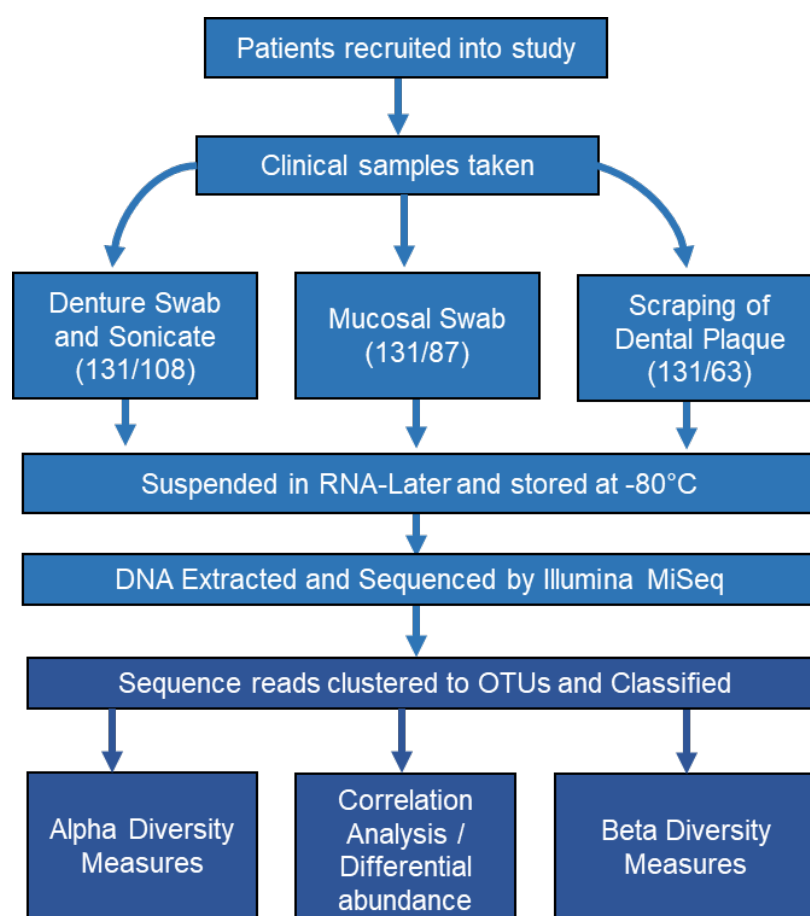 Patients recruited into study
Clinical samples taken
Denture Swab
and Sonicate
(131/108)
Mucosal Swab
(131/87)
Scraping of
Dental Plaque
(131/63)
Suspended in RNA-Later and stored at -80°C
DNA Extracted and Sequenced by Illumina MiSeq
Sequence reads clustered to OTUs and Classified
Alpha Diversity
Measures
Correlation
Analysis /
Differential
abundance
Beta Diversity
Measures